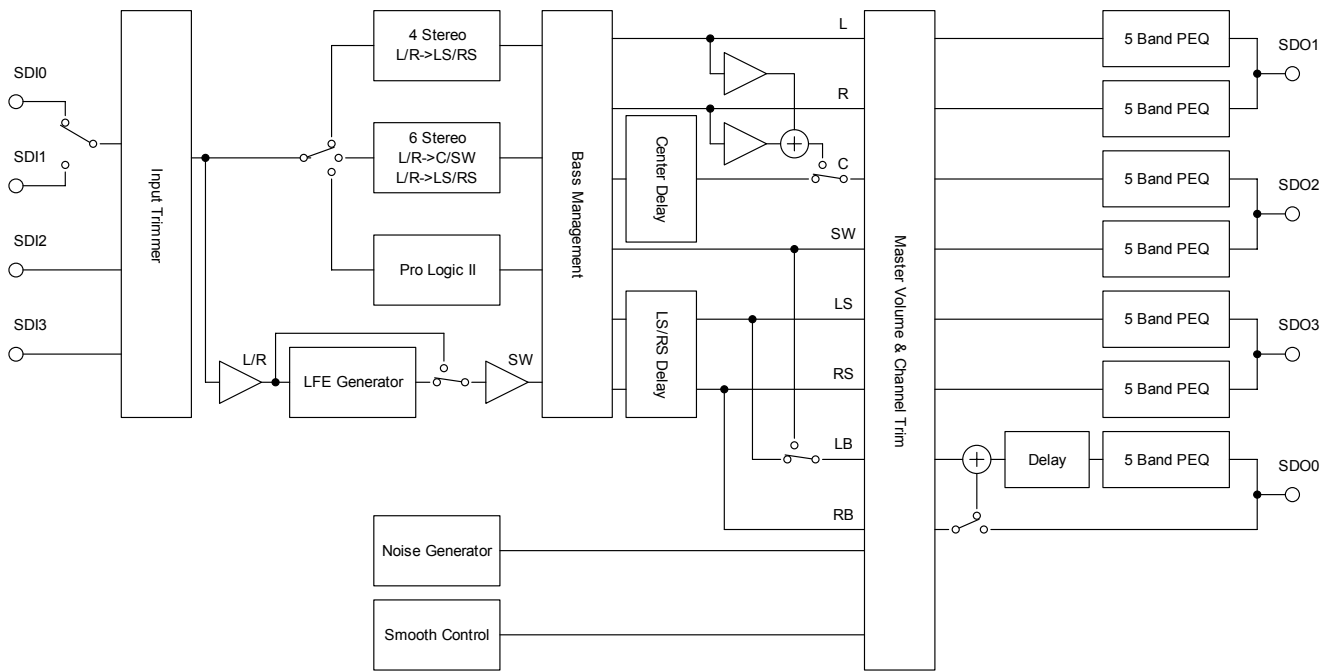 SDI0
SDI1
SDI2
SDI3
Input Trimmer
4 Stereo
L/R->LS/RS
6 Stereo
L/R->C/SW
L/R->LS/RS
Pro Logic II
L/R
LFE Generator
SW
Bass Management
Center Delay
LS/RS Delay
L
R
C
SW
LS
RS
LB
RB
Noise Generator
Smooth Control
Master Volume & Channel Trim
5 Band PEQ
5 Band PEQ
SDO1
5 Band PEQ
5 Band PEQ
SDO2
5 Band PEQ
5 Band PEQ
SDO3
Delay
5 Band PEQ
SDO0